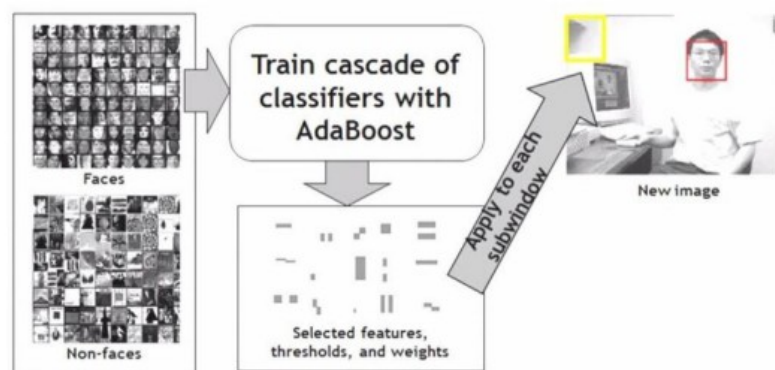 Faces
Non-faces
Train cascade of
classifiers with
AdaBoost
Selected features,
thresholds, and weights
Apply to each
subwindow
New image